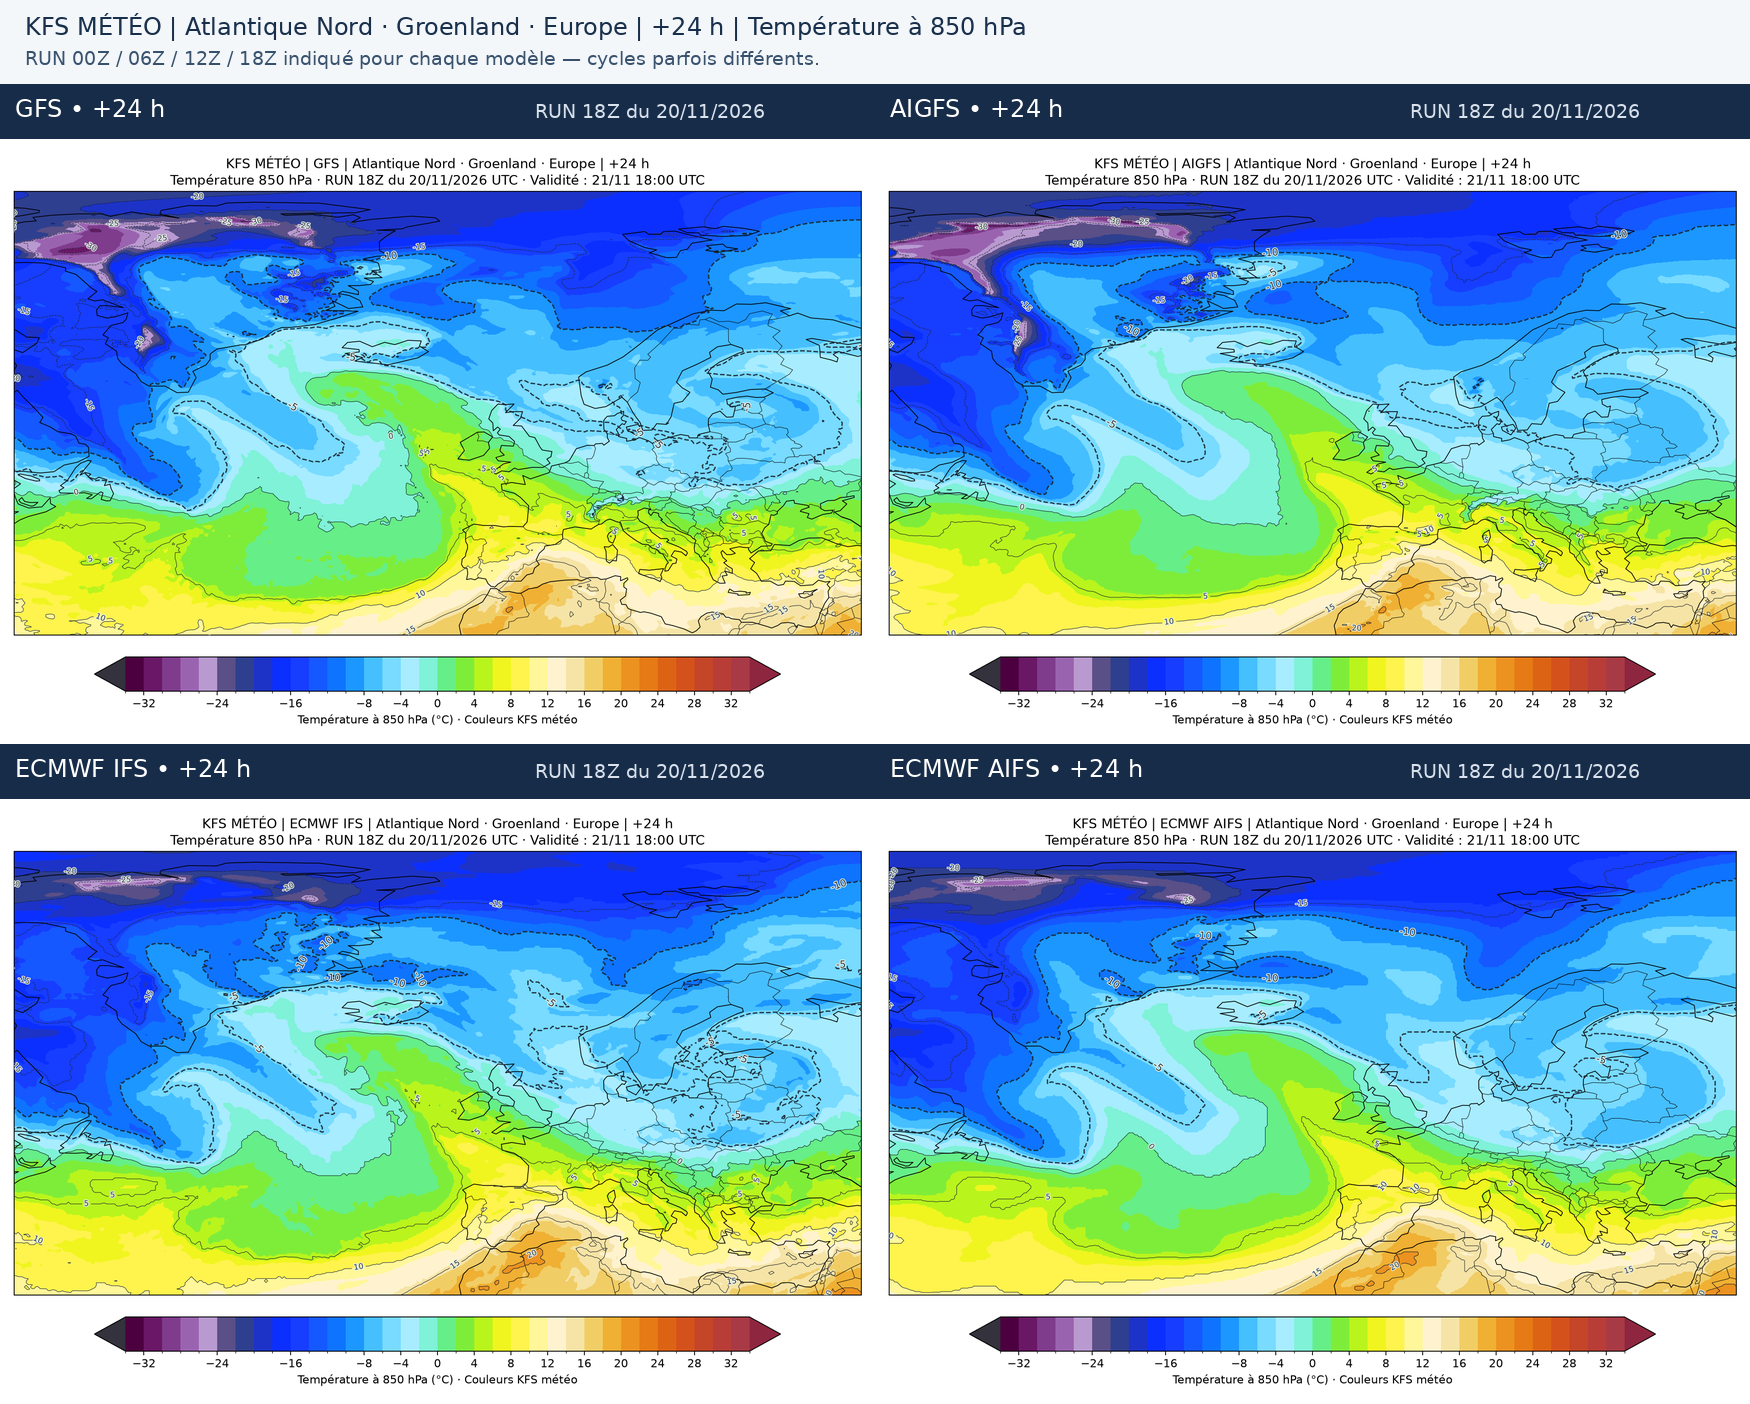 KFS MÉTÉO | Atlantique Nord · Groenland · Europe | +24 h | Température à 850 hPa
RUN 00Z / 06Z / 12Z / 18Z indiqué pour chaque modèle — cycles parfois différents.
GFS • +24 h
RUN 18Z du 20/11/2026
KFS MÉTÉO | GFS | Atlantique Nord · Groenland · Europe | +24 h
Température 850 hPa · RUN 18Z du 20/11/2026 UTC · Validité : 21/11 18:00 UTC
−32 −24 −16 −8 −4 0 4 8 12 16 20 24 28 32
Température à 850 hPa (°C) · Couleurs KFS météo
AIGFS • +24 h
RUN 18Z du 20/11/2026
KFS MÉTÉO | AIGFS | Atlantique Nord · Groenland · Europe | +24 h
Température 850 hPa · RUN 18Z du 20/11/2026 UTC · Validité : 21/11 18:00 UTC
−32 −24 −16 −8 −4 0 4 8 12 16 20 24 28 32
Température à 850 hPa (°C) · Couleurs KFS météo
ECMWF IFS • +24 h
RUN 18Z du 20/11/2026
KFS MÉTÉO | ECMWF IFS | Atlantique Nord · Groenland · Europe | +24 h
Température 850 hPa · RUN 18Z du 20/11/2026 UTC · Validité : 21/11 18:00 UTC
−32 −24 −16 −8 −4 0 4 8 12 16 20 24 28 32
Température à 850 hPa (°C) · Couleurs KFS météo
ECMWF AIFS • +24 h
RUN 18Z du 20/11/2026
KFS MÉTÉO | ECMWF AIFS | Atlantique Nord · Groenland · Europe | +24 h
Température 850 hPa · RUN 18Z du 20/11/2026 UTC · Validité : 21/11 18:00 UTC
−32 −24 −16 −8 −4 0 4 8 12 16 20 24 28 32
Température à 850 hPa (°C) · Couleurs KFS météo